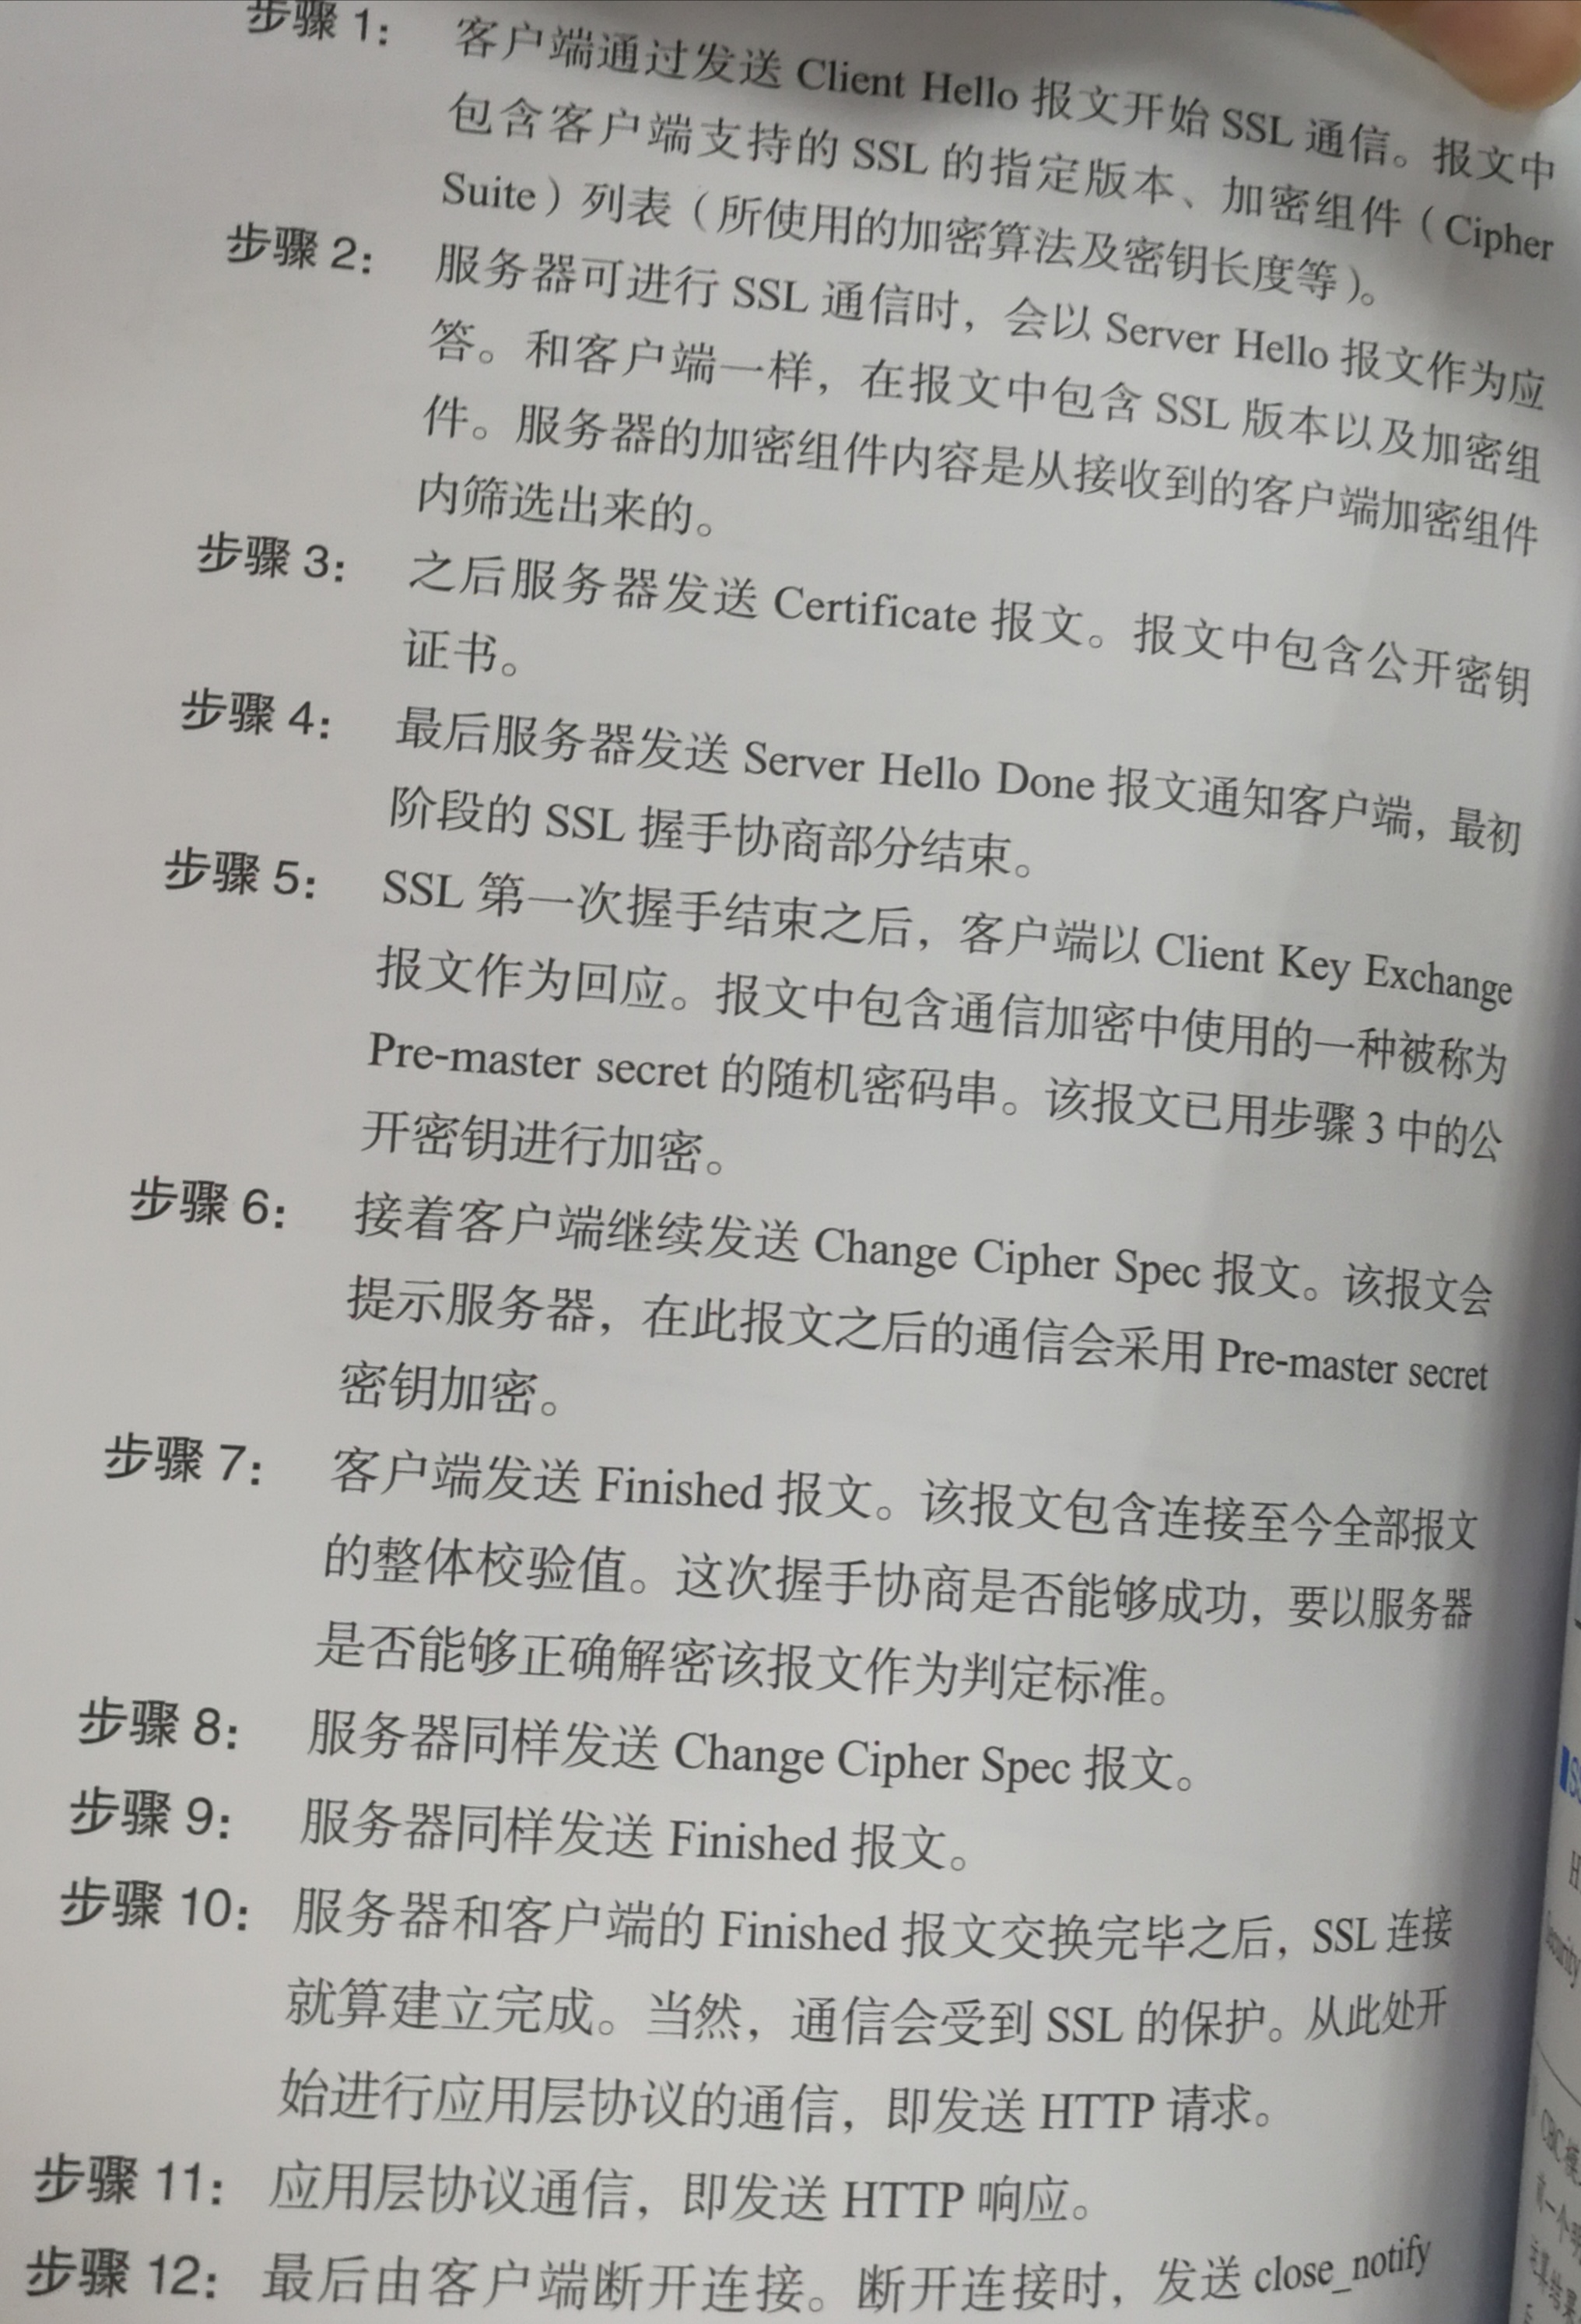 步骤 1： 客户端通过发送 Client Hello 报文开始 SSL 通信。报文中
包含客户端支持的 SSL 的指定版本、加密组件（Cipher
Suite）列表（所使用的加密算法及密钥长度等）。
步骤 2： 服务器可进行 SSL 通信时，会以 Server Hello 报文作为应
答。和客户端一样，在报文中包含 SSL 版本以及加密组
件。服务器的加密组件内容是从接收到的客户端加密组件
内筛选出来的。
步骤 3： 之后服务器发送 Certificate 报文。报文中包含公开密钥
证书。
步骤 4： 最后服务器发送 Server Hello Done 报文通知客户端，最初
阶段的 SSL 握手协商部分结束。
步骤 5： SSL 第一次握手结束之后，客户端以 Client Key Exchange
报文作为回应。报文中包含通信加密中使用的一种被称为
Pre-master secret 的随机密码串。该报文已用步骤 3 中的公
开密钥进行加密。
步骤 6： 接着客户端继续发送 Change Cipher Spec 报文。该报文会
提示服务器，在此报文之后的通信会采用 Pre-master secret
密钥加密。
步骤 7： 客户端发送 Finished 报文。该报文包含连接至今全部报文
的整体校验值。这次握手协商是否能够成功，要以服务器
是否能够正确解密该报文作为判定标准。
步骤 8： 服务器同样发送 Change Cipher Spec 报文。
步骤 9： 服务器同样发送 Finished 报文。
步骤 10： 服务器和客户端的 Finished 报文交换完毕之后，SSL 连接
就算建立完成。当然，通信会受到 SSL 的保护。从此处开
始进行应用层协议的通信，即发送 HTTP 请求。
步骤 11： 应用层协议通信，即发送 HTTP 响应。
步骤 12： 最后由客户端断开连接。断开连接时，发送 close_notify